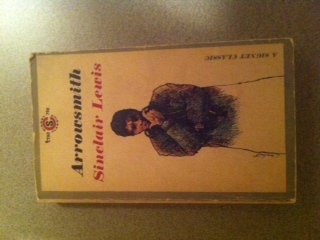 Arrowsmith
Sinclair Lewis
A SIGNET CLASSIC